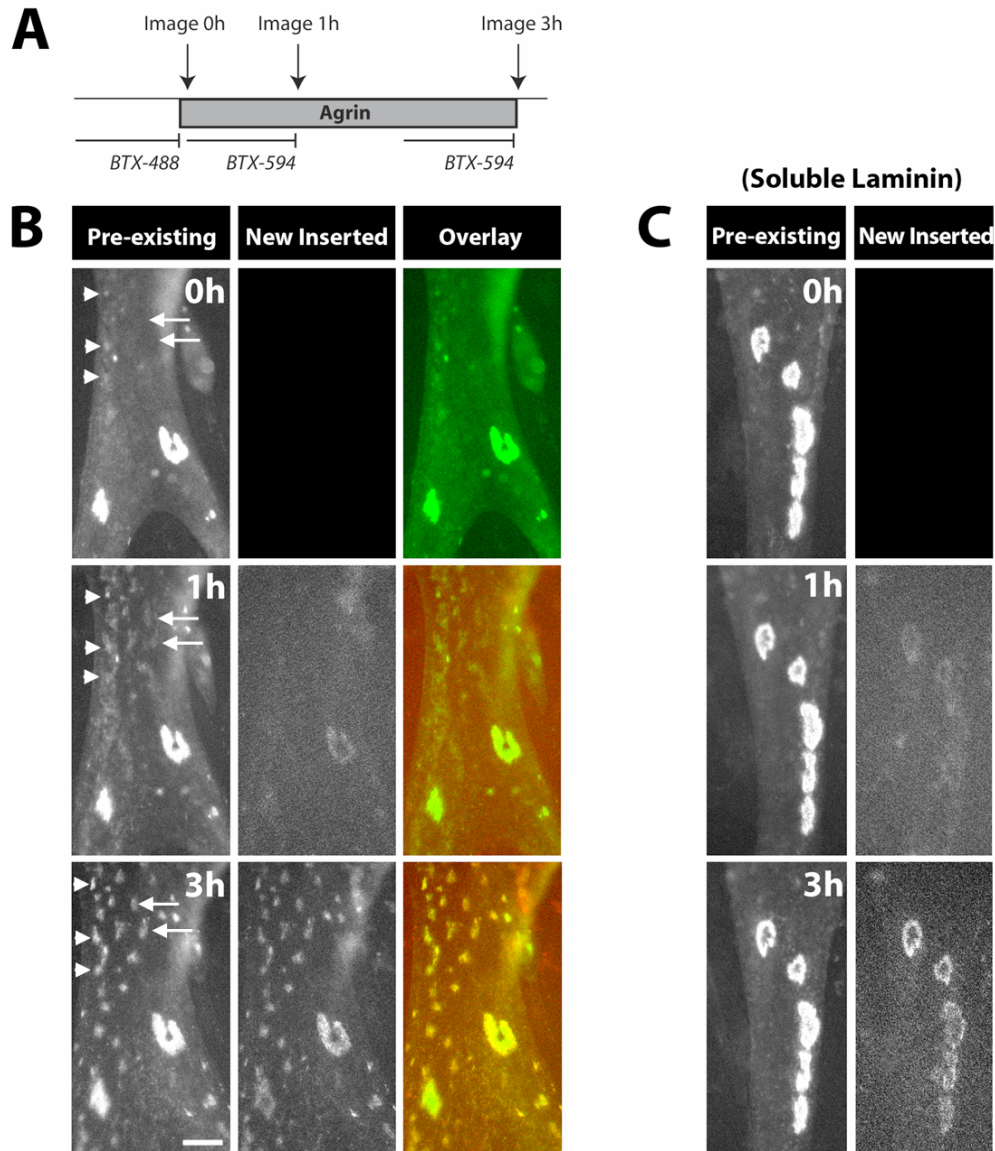 A
Image 0h Image 1h Image 3h
Agrin
BTX-488 BTX-594 BTX-594
B
Pre-existing New Inserted Overlay
0h
1h
3h
(Soluble Laminin)
C
Pre-existing New Inserted
0h
1h
3h